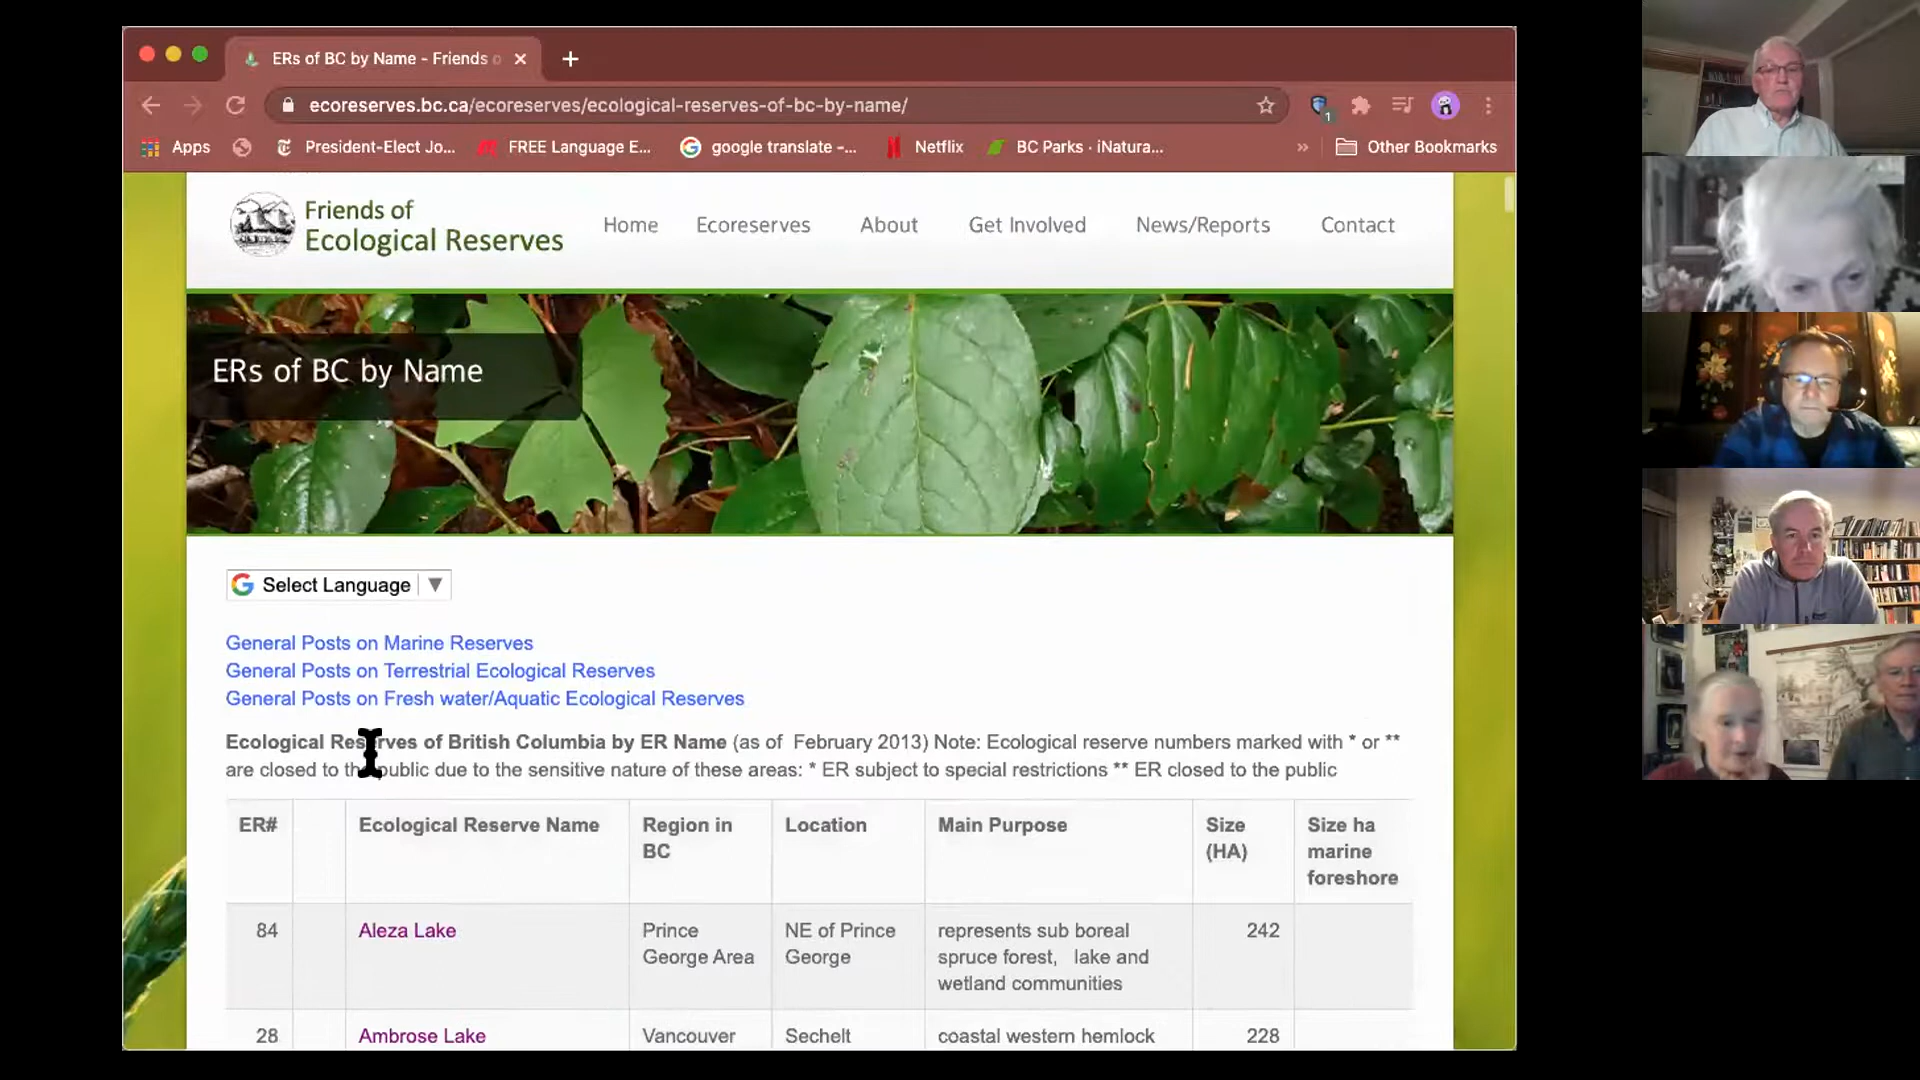 ERs of BC by Name - Friends o
ecoreserves.bc.ca/ecoreserves/ecological-reserves-of-bc-by-name/
1
Apps President-Elect Jo... FREE Language E... google translate -... Netflix BC Parks · iNatura... » Other Bookmarks
Friends of
Ecological Reserves
Home Ecoreserves About Get Involved News/Reports Contact
ERs of BC by Name
Select Language
General Posts on Marine Reserves
General Posts on Terrestrial Ecological Reserves
General Posts on Fresh water/Aquatic Ecological Reserves
Ecological Reserves of British Columbia by ER Name (as of February 2013) Note: Ecological reserve numbers marked with * or **
are closed to the public due to the sensitive nature of these areas: * ER subject to special restrictions ** ER closed to the public
ER# Ecological Reserve Name Region in BC Location Main Purpose Size (HA) Size ha marine foreshore
84 Aleza Lake Prince George Area NE of Prince George represents sub boreal spruce forest, lake and wetland communities 242
28 Ambrose Lake Vancouver Sechelt coastal western hemlock 228